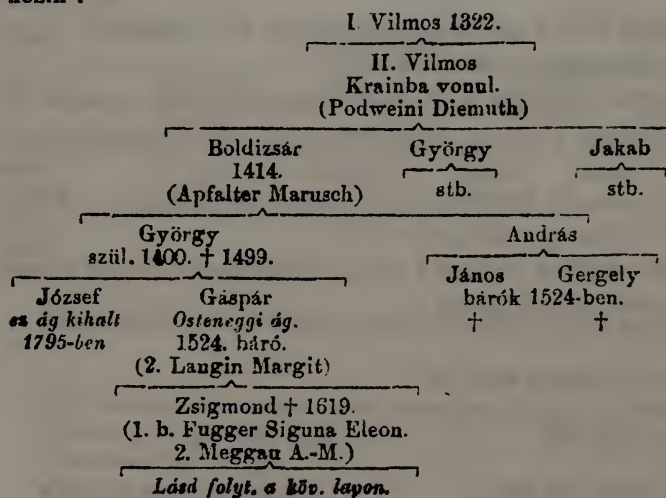 I. Vilmos 1322.
II. Vilmos
Krainba vonul.
(Podweini Diemuth)
Boldizsár György Jakab
1414. stb. stb.
(Apfalter Marusch)
György András
szül. 1400. † 1499.
János Gergely
József Gáspár bárók 1524-ben.
ez ág kihalt Osteneggi ág. † †
1795-ben 1524. báró.
(2. Langin Margit)
Zsigmond † 1619.
(1. b. Fugger Siguna Eleon.
2. Meggau A.-M.)
Lásd folyt. a köv. lapon.